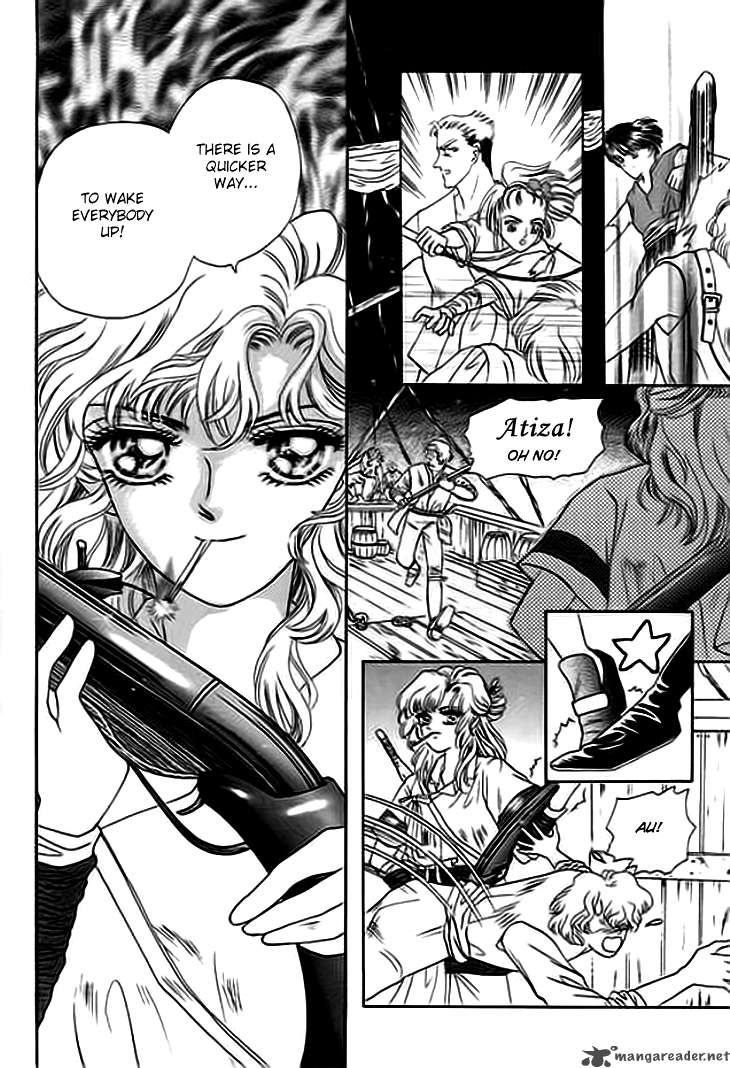 Atiza!
OH NO!
AU!
THERE IS A
QUICKER
WAY...
TO WAKE
EVERYBODY
UP!
mangareader.net